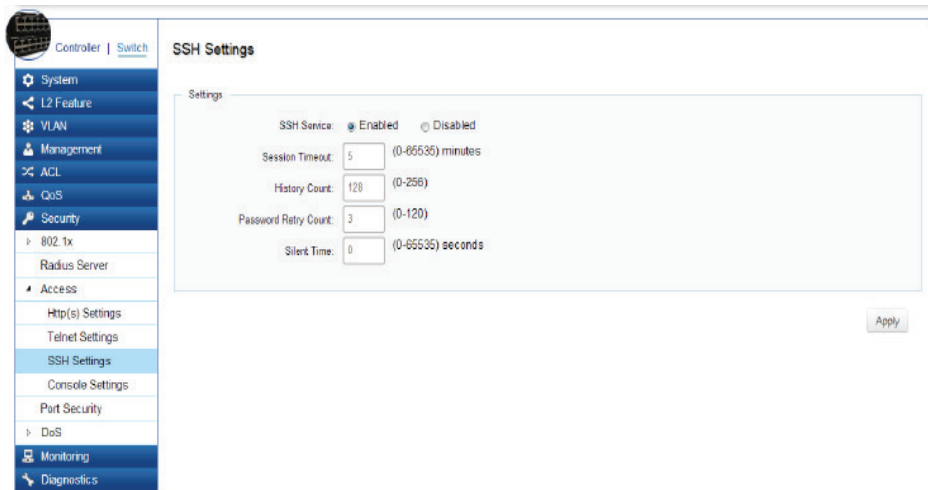 Controller | Switch
SSH Settings
System
L2 Feature
VLAN
Management
ACL
QoS
Security
802.1x
Radius Server
Access
Http(s) Settings
Telnet Settings
SSH Settings
Console Settings
Port Security
DoS
Monitoring
Diagnostics
Settings
SSH Service: Enabled Disabled
Session Timeout: 5 (0-65535) minutes
History Count: 128 (0-256)
Password Retry Count: 3 (0-120)
Silent Time: 0 (0-65535) seconds
Apply